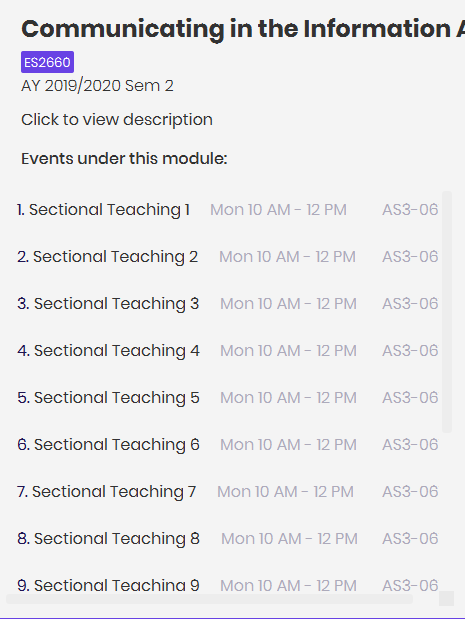 Communicating in the Information A
ES2660
AY 2019/2020 Sem 2
Click to view description
Events under this module:
1. Sectional Teaching 1 Mon 10 AM - 12 PM AS3-06
2. Sectional Teaching 2 Mon 10 AM - 12 PM AS3-06
3. Sectional Teaching 3 Mon 10 AM - 12 PM AS3-06
4. Sectional Teaching 4 Mon 10 AM - 12 PM AS3-06
5. Sectional Teaching 5 Mon 10 AM - 12 PM AS3-06
6. Sectional Teaching 6 Mon 10 AM - 12 PM AS3-06
7. Sectional Teaching 7 Mon 10 AM - 12 PM AS3-06
8. Sectional Teaching 8 Mon 10 AM - 12 PM AS3-06
9. Sectional Teaching 9 Mon 10 AM - 12 PM AS3-06